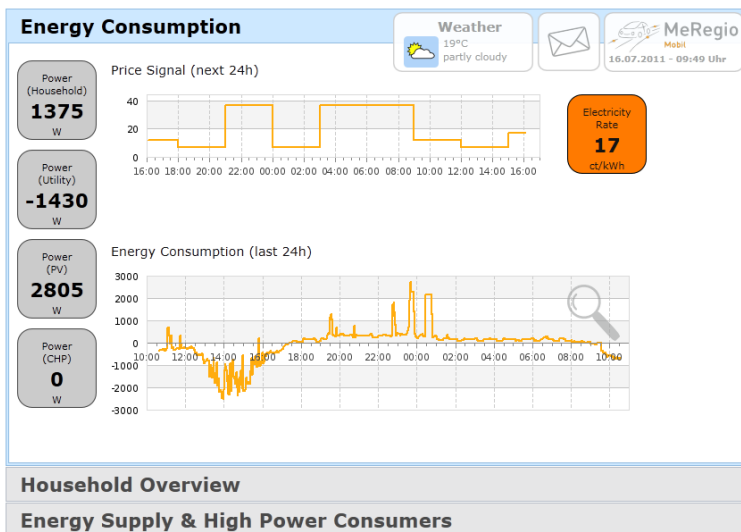 Energy Consumption
Weather
19°C
partly cloudy
MeRegio
Mobil
16.07.2011 - 09:49 Uhr
Power
(Household)
1375
W
Power
(Utility)
-1430
W
Power
(PV)
2805
W
Power
(CHP)
0
W
Price Signal (next 24h)
40
20
0
16:00 18:00 20:00 22:00 00:00 02:00 04:00 06:00 08:00 10:00 12:00 14:00 16:00
Electricity
Rate
17
ct/kWh
Energy Consumption (last 24h)
3000
2000
1000
0
10:00 12:00 14:00 16:00 18:00 20:00 22:00 00:00 02:00 04:00 06:00 08:00 10:00
-1000
-2000
-3000
Household Overview
Energy Supply & High Power Consumers